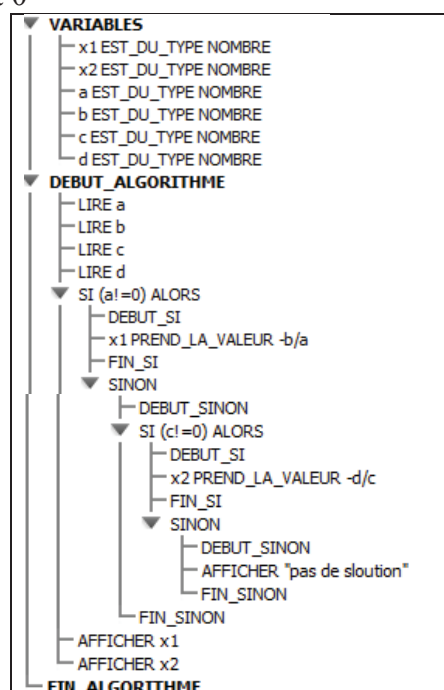 VARIABLES
x1 EST_DU_TYPE NOMBRE
x2 EST_DU_TYPE NOMBRE
a EST_DU_TYPE NOMBRE
b EST_DU_TYPE NOMBRE
c EST_DU_TYPE NOMBRE
d EST_DU_TYPE NOMBRE
DEBUT_ALGORITHME
LIRE a
LIRE b
LIRE c
LIRE d
SI (a!=0) ALORS
DEBUT_SI
x1 PREND_LA_VALEUR -b/a
FIN_SI
SINON
DEBUT_SINON
SI (c!=0) ALORS
DEBUT_SI
x2 PREND_LA_VALEUR -d/c
FIN_SI
SINON
DEBUT_SINON
AFFICHER "pas de sloution"
FIN_SINON
FIN_SINON
AFFICHER x1
AFFICHER x2
FIN_ALGORITHME